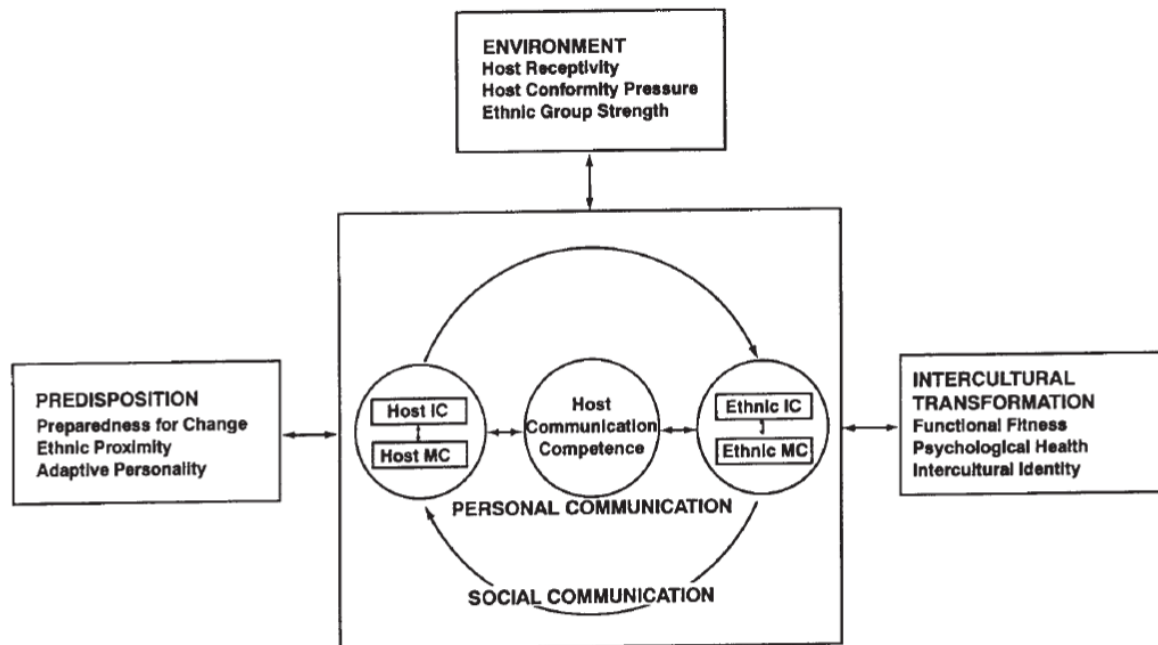 ENVIRONMENT
Host Receptivity
Host Conformity Pressure
Ethnic Group Strength
PREDISPOSITION
Preparedness for Change
Ethnic Proximity
Adaptive Personality
Host IC
Host MC
Host
Communication
Competence
Ethnic IC
Ethnic MC
PERSONAL COMMUNICATION
SOCIAL COMMUNICATION
INTERCULTURAL
TRANSFORMATION
Functional Fitness
Psychological Health
Intercultural Identity